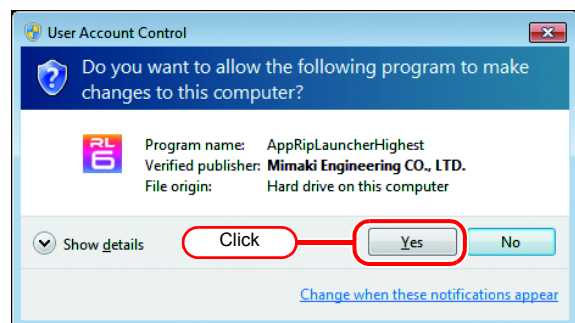 User Account Control
Do you want to allow the following program to make
changes to this computer?
RL
6
Program name: AppRipLauncherHighest
Verified publisher: Mimaki Engineering CO., LTD.
File origin: Hard drive on this computer
Show details
Click
Yes
No
Change when these notifications appear